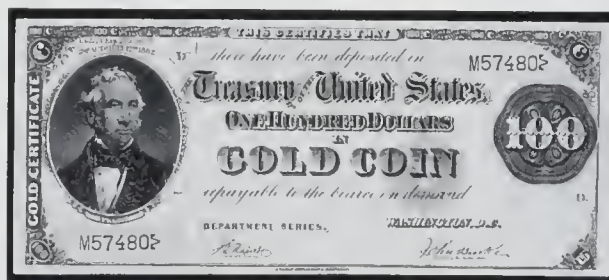 THIS CERTIFIES THAT
there have been deposited in
M57480
Treasury of the United States.
ONE HUNDRED DOLLARS
IN
GOLD COIN
100
repayable to the bearer on demand
GOLD CERTIFICATE
DEPARTMENT SERIES.
WASHINGTON, D.C.
M57480